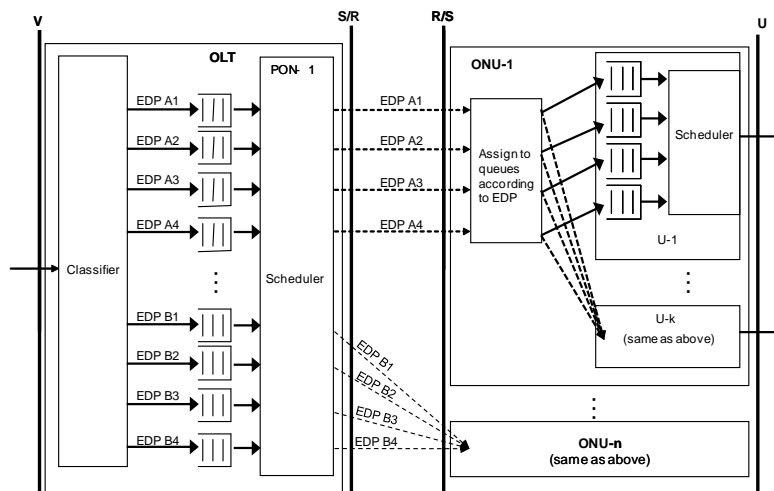 V
S/R
R/S
U
OLT
PON- 1
ONU-1
EDP A1
EDP A2
EDP A3
EDP A4
Classifier
Scheduler
EDP B1
EDP B2
EDP B3
EDP B4
EDP A1
EDP A2
EDP A3
EDP A4
EDP B1
EDP B2
EDP B3
EDP B4
Assign to
queues
according
to EDP
Scheduler
U-1
U-k
(same as above)
ONU-n
(same as above)